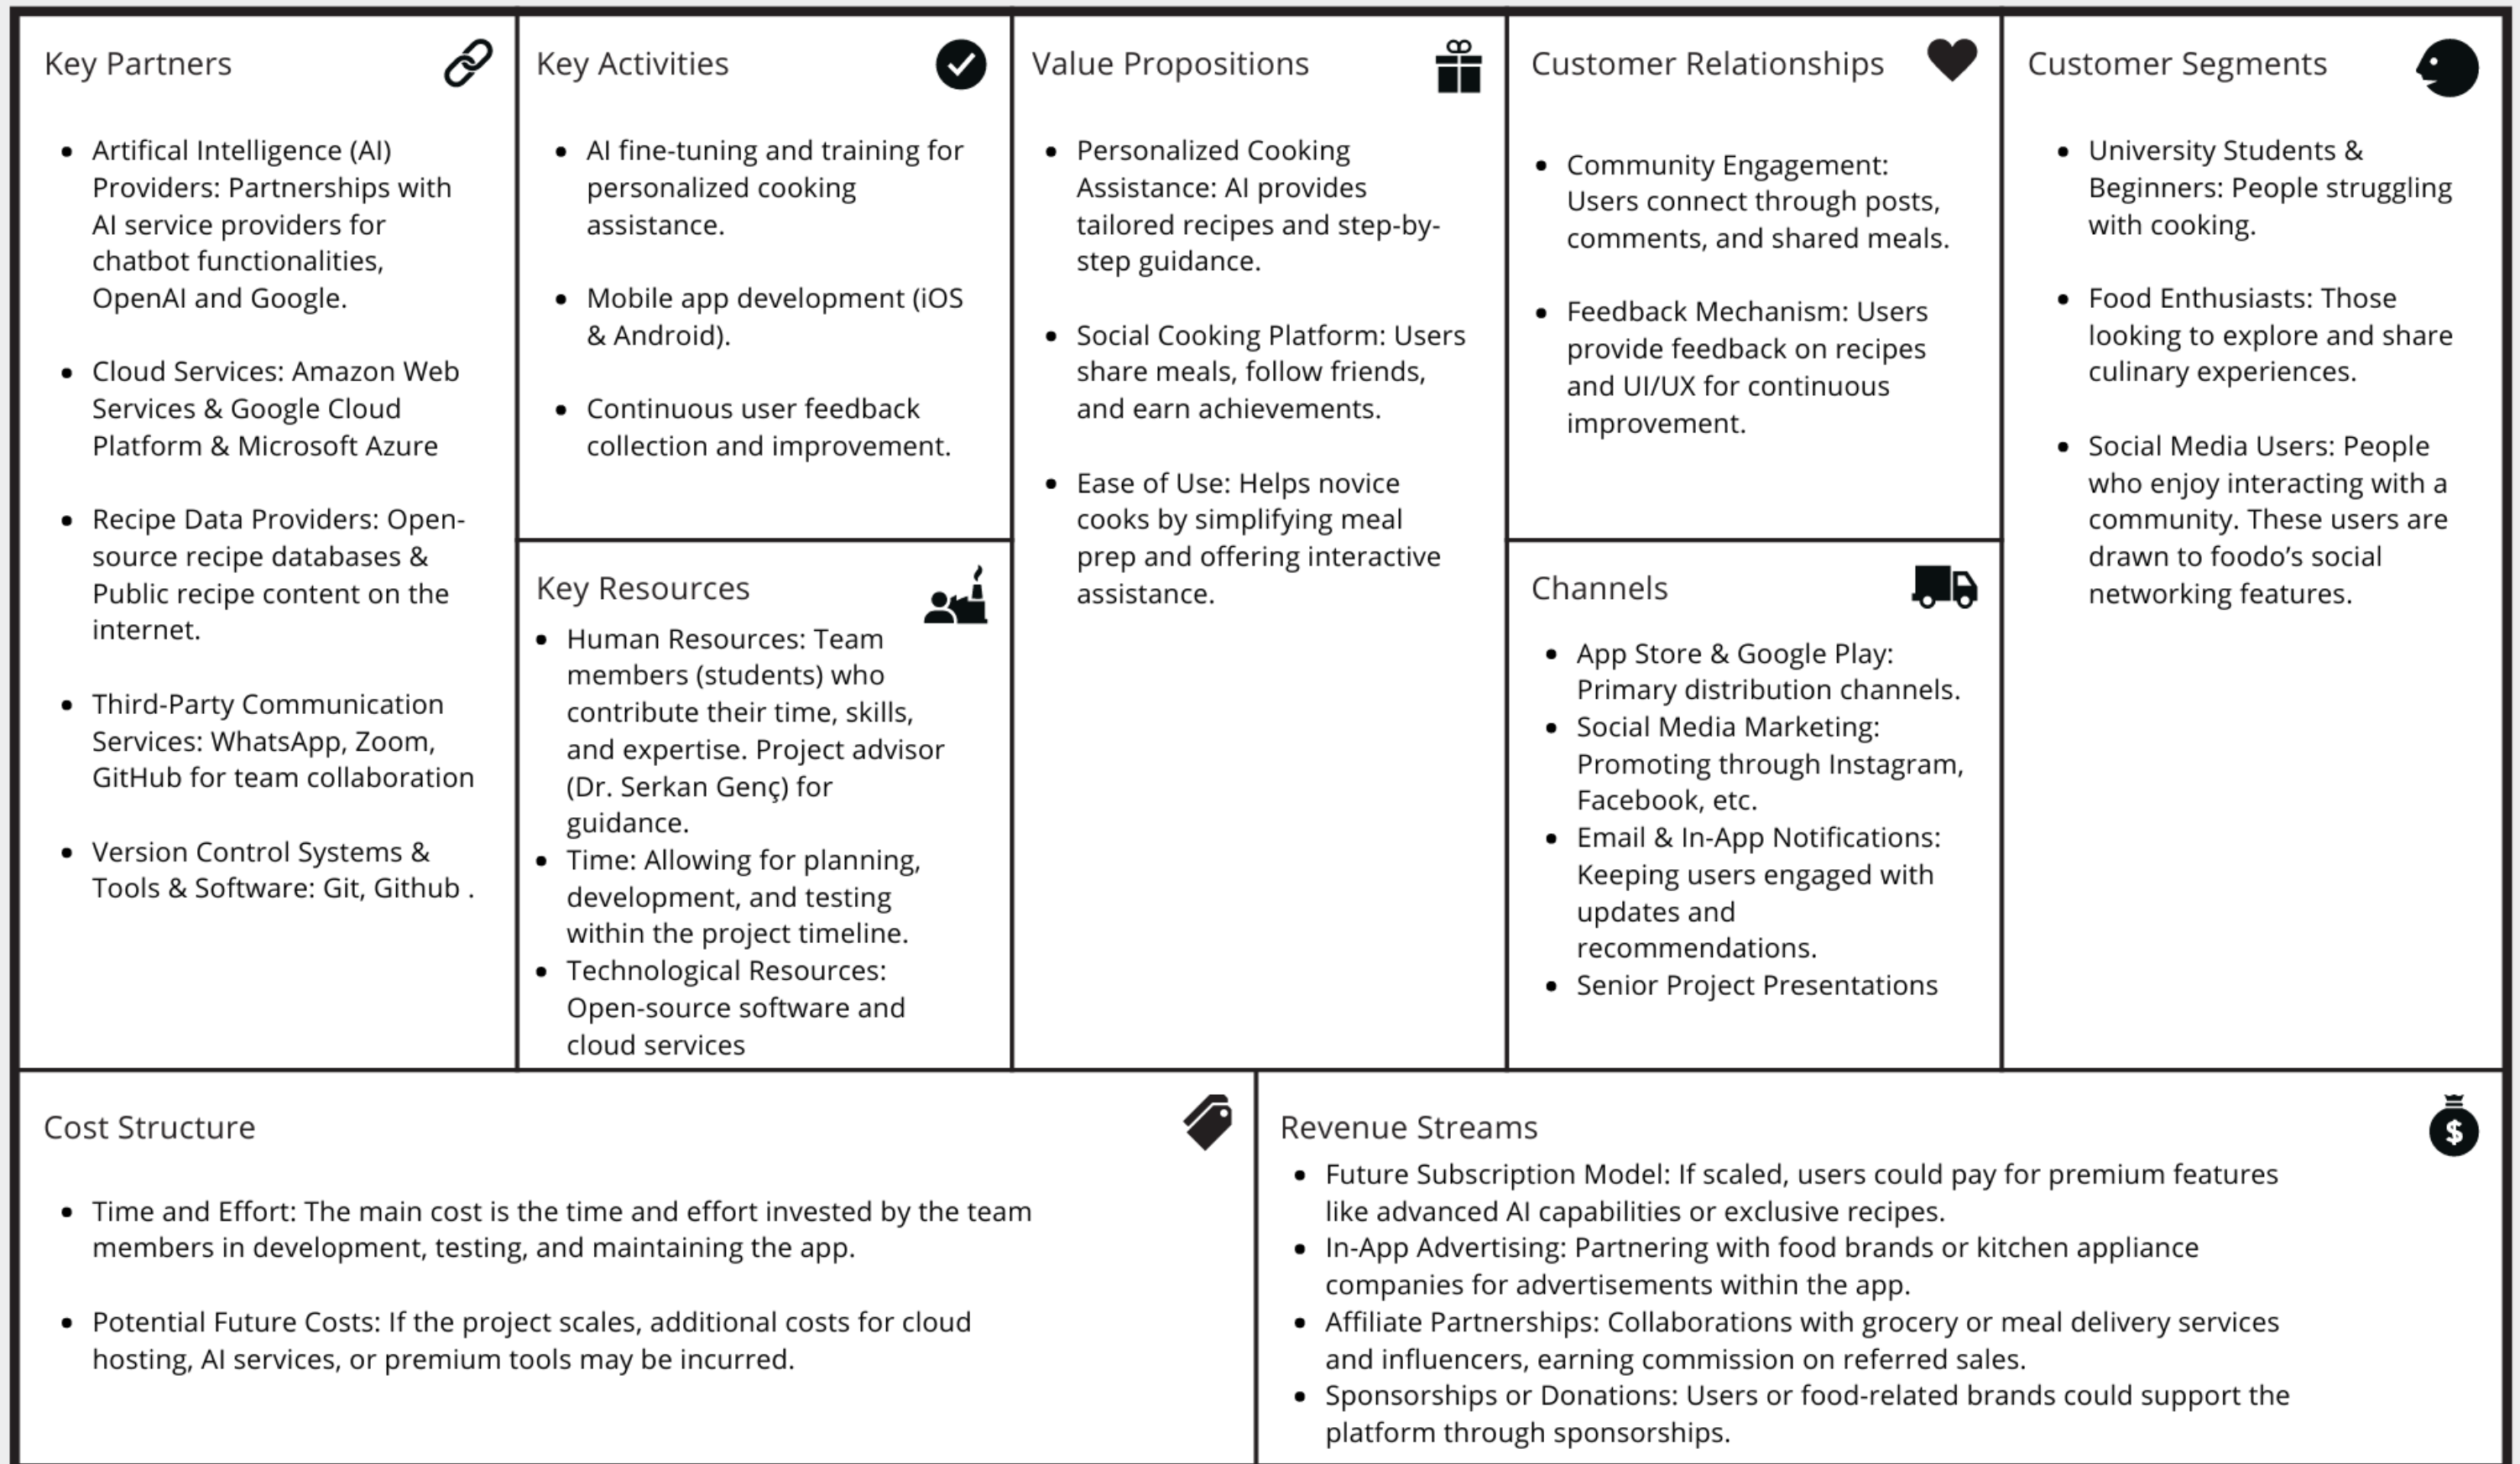 Key Partners
Artifical Intelligence (AI)
Providers: Partnerships with
AI service providers for
chatbot functionalities,
OpenAI and Google.
Cloud Services: Amazon Web
Services & Google Cloud
Platform & Microsoft Azure
Recipe Data Providers: Open-
source recipe databases &
Public recipe content on the
internet.
Third-Party Communication
Services: WhatsApp, Zoom,
GitHub for team collaboration
Version Control Systems &
Tools & Software: Git, Github .
Key Activities
AI fine-tuning and training for
personalized cooking
assistance.
Mobile app development (iOS
& Android).
Continuous user feedback
collection and improvement.
Key Resources
Human Resources: Team
members (students) who
contribute their time, skills,
and expertise. Project advisor
(Dr. Serkan Genç) for
guidance.
Time: Allowing for planning,
development, and testing
within the project timeline.
Technological Resources:
Open-source software and
cloud services
Value Propositions
Personalized Cooking
Assistance: AI provides
tailored recipes and step-by-
step guidance.
Social Cooking Platform: Users
share meals, follow friends,
and earn achievements.
Ease of Use: Helps novice
cooks by simplifying meal
prep and offering interactive
assistance.
Customer Relationships
Community Engagement:
Users connect through posts,
comments, and shared meals.
Feedback Mechanism: Users
provide feedback on recipes
and UI/UX for continuous
improvement.
Channels
App Store & Google Play:
Primary distribution channels.
Social Media Marketing:
Promoting through Instagram,
Facebook, etc.
Email & In-App Notifications:
Keeping users engaged with
updates and
recommendations.
Senior Project Presentations
Customer Segments
University Students &
Beginners: People struggling
with cooking.
Food Enthusiasts: Those
looking to explore and share
culinary experiences.
Social Media Users: People
who enjoy interacting with a
community. These users are
drawn to foodo’s social
networking features.
Cost Structure
Time and Effort: The main cost is the time and effort invested by the team
members in development, testing, and maintaining the app.
Potential Future Costs: If the project scales, additional costs for cloud
hosting, AI services, or premium tools may be incurred.
Revenue Streams
$
Future Subscription Model: If scaled, users could pay for premium features
like advanced AI capabilities or exclusive recipes.
In-App Advertising: Partnering with food brands or kitchen appliance
companies for advertisements within the app.
Affiliate Partnerships: Collaborations with grocery or meal delivery services
and influencers, earning commission on referred sales.
Sponsorships or Donations: Users or food-related brands could support the
platform through sponsorships.